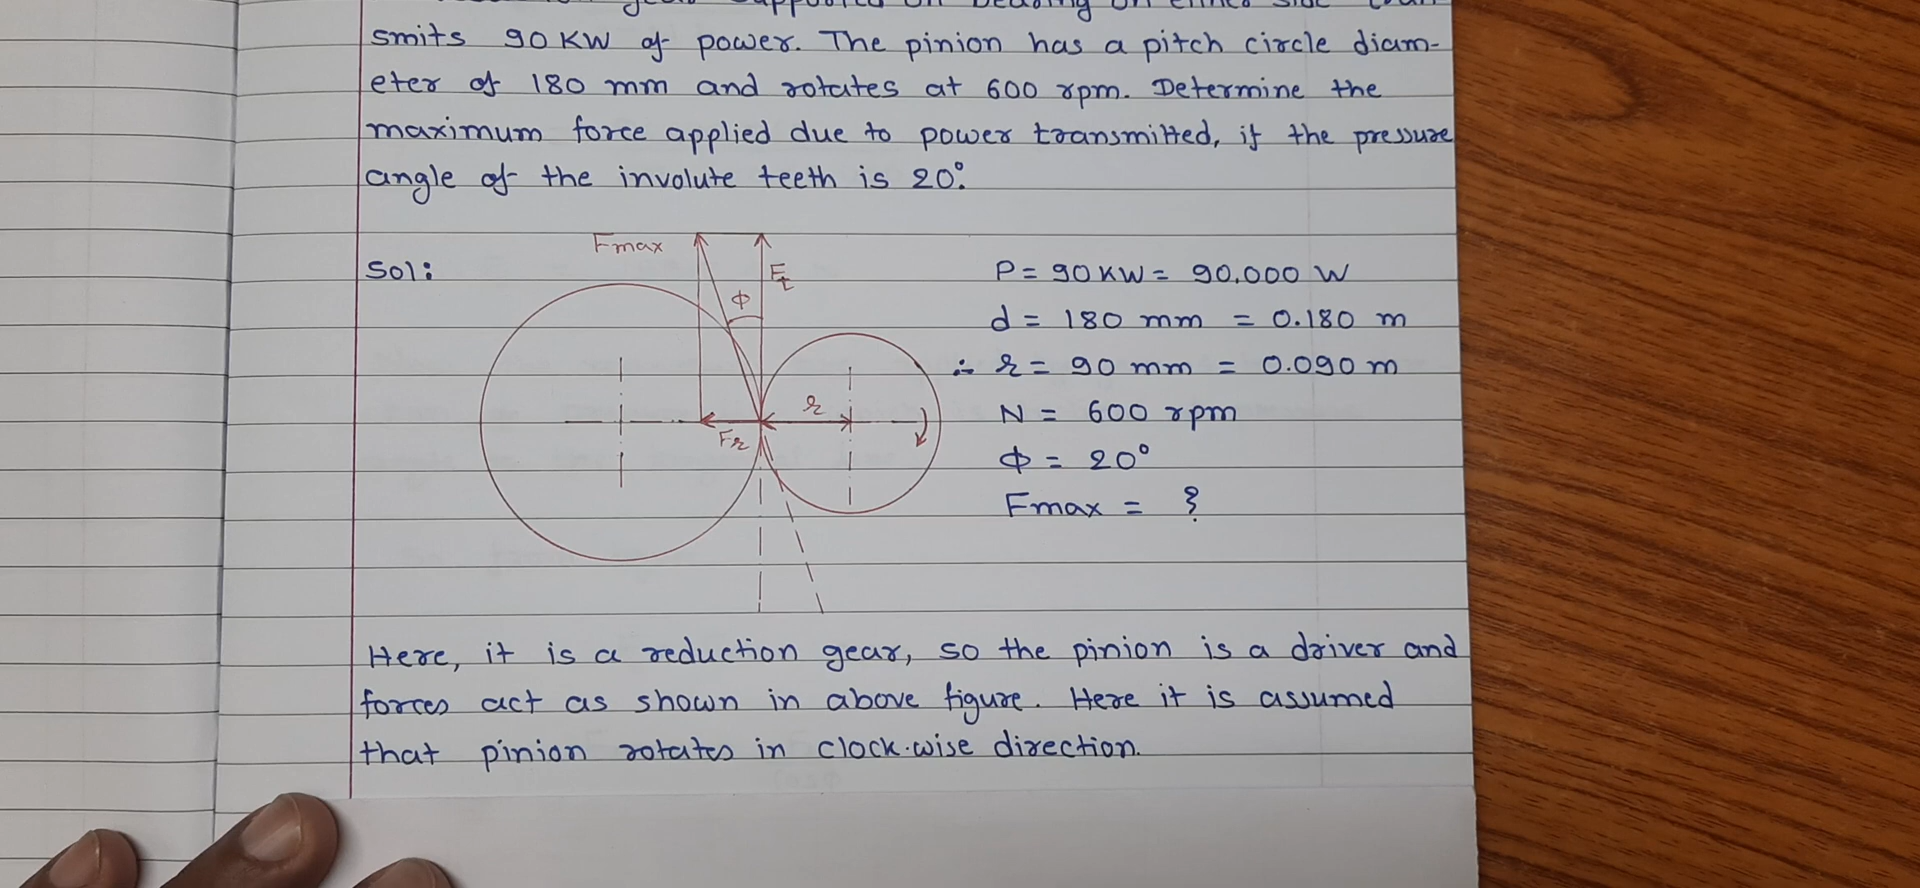 smits 90 KW of power. The pinion has a pitch circle diam-
eter of 180 mm and rotates at 600 rpm. Determine the
maximum force applied due to power transmitted, if the pressure
angle of the involute teeth is 20°.
Sol:
Fmax
Ft
ϕ
r
Fr
P = 90 KW = 90,000 W
d = 180 mm = 0.180 m
∴ r = 90 mm = 0.090 m
N = 600 rpm
ϕ = 20°
Fmax = ?
Here, it is a reduction gear, so the pinion is a driver and
forces act as shown in above figure. Here it is assumed
that pinion rotates in clock.wise direction.